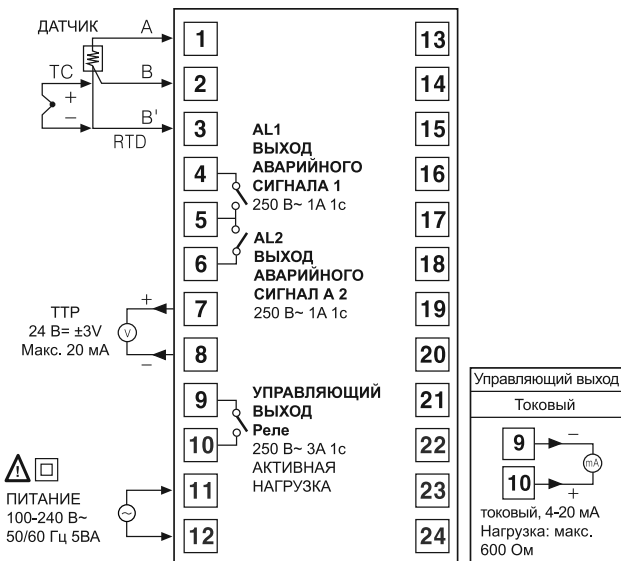 ДАТЧИК
A
TC
B
+
−
B'
RTD
1
2
3
4
5
6
7
8
9
10
11
12
AL1
ВЫХОД
АВАРИЙНОГО
СИГНАЛА 1
250 В~ 1А 1с
AL2
ВЫХОД
АВАРИЙНОГО
СИГНАЛ А 2
250 В~ 1А 1с
ТТР
24 В= ±3V
Макс. 20 мА
+
V
−
УПРАВЛЯЮЩИЙ
ВЫХОД
Реле
250 В~ 3А 1с
АКТИВНАЯ
НАГРУЗКА
ПИТАНИЕ
100-240 В~
50/60 Гц 5ВА
~
13
14
15
16
17
18
19
20
21
22
23
24
Управляющий выход
Токовый
9
−
mA
10
+
токовый, 4-20 мА
Нагрузка: макс.
600 Ом